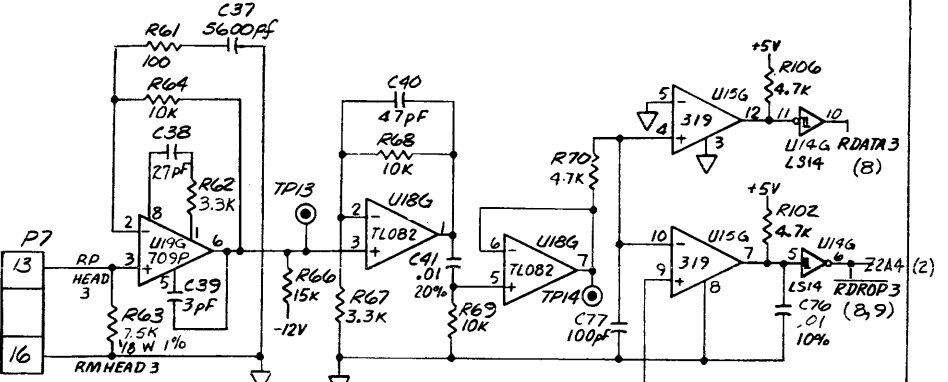 C37
5600pf
R61
100
R64
10K
C38
27pF
R62
3.3K
8
1
2
3
5
6
U19G
709P
C39
3pF
P7
13
16
RP
HEAD
3
R63
7.5K
1/8 W 1%
RMHEAD 3
TP13
R66
15K
-12V
C40
47pF
R68
10K
U18G
TL082
2
3
1
R67
3.3K
C41
.01
20%
R69
10K
U18G
TL082
6
5
7
TP14
R70
4.7K
C77
100pF
+5V
R106
4.7K
U15G
319
5
4
12
3
11
10
U14G
LS14
RDATA3
(8)
+5V
R102
4.7K
U15G
319
10
9
7
8
5
6
U14G
LS14
Z2A4 (2)
RDROP3
(8,9)
C76
.01
10%